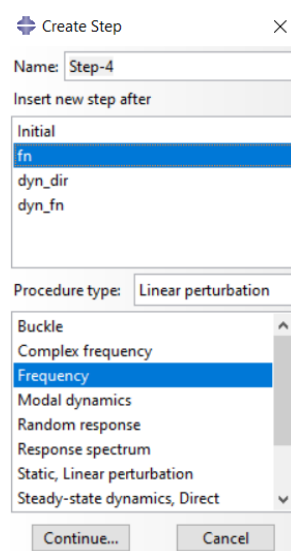 Create Step
Name: Step-4
Insert new step after
Initial
fn
dyn_dir
dyn_fn
Procedure type: Linear perturbation
Buckle
Complex frequency
Frequency
Modal dynamics
Random response
Response spectrum
Static, Linear perturbation
Steady-state dynamics, Direct
Continue... Cancel